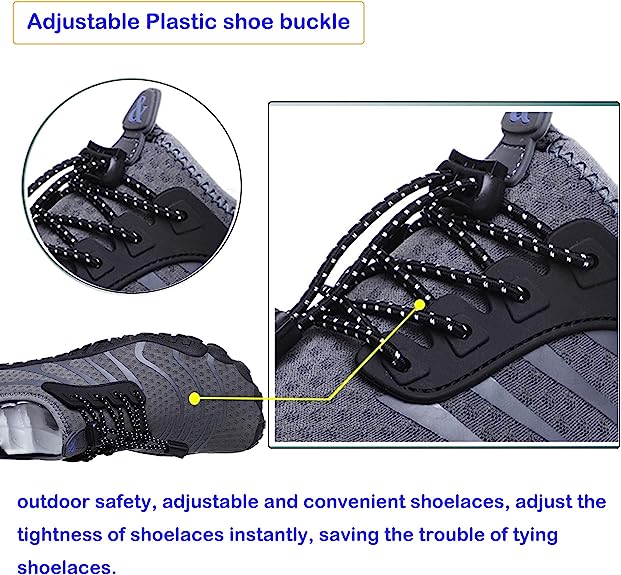 Adjustable Plastic shoe buckle
&
&
outdoor safety, adjustable and convenient shoelaces, adjust the
tightness of shoelaces instantly, saving the trouble of tying
shoelaces.